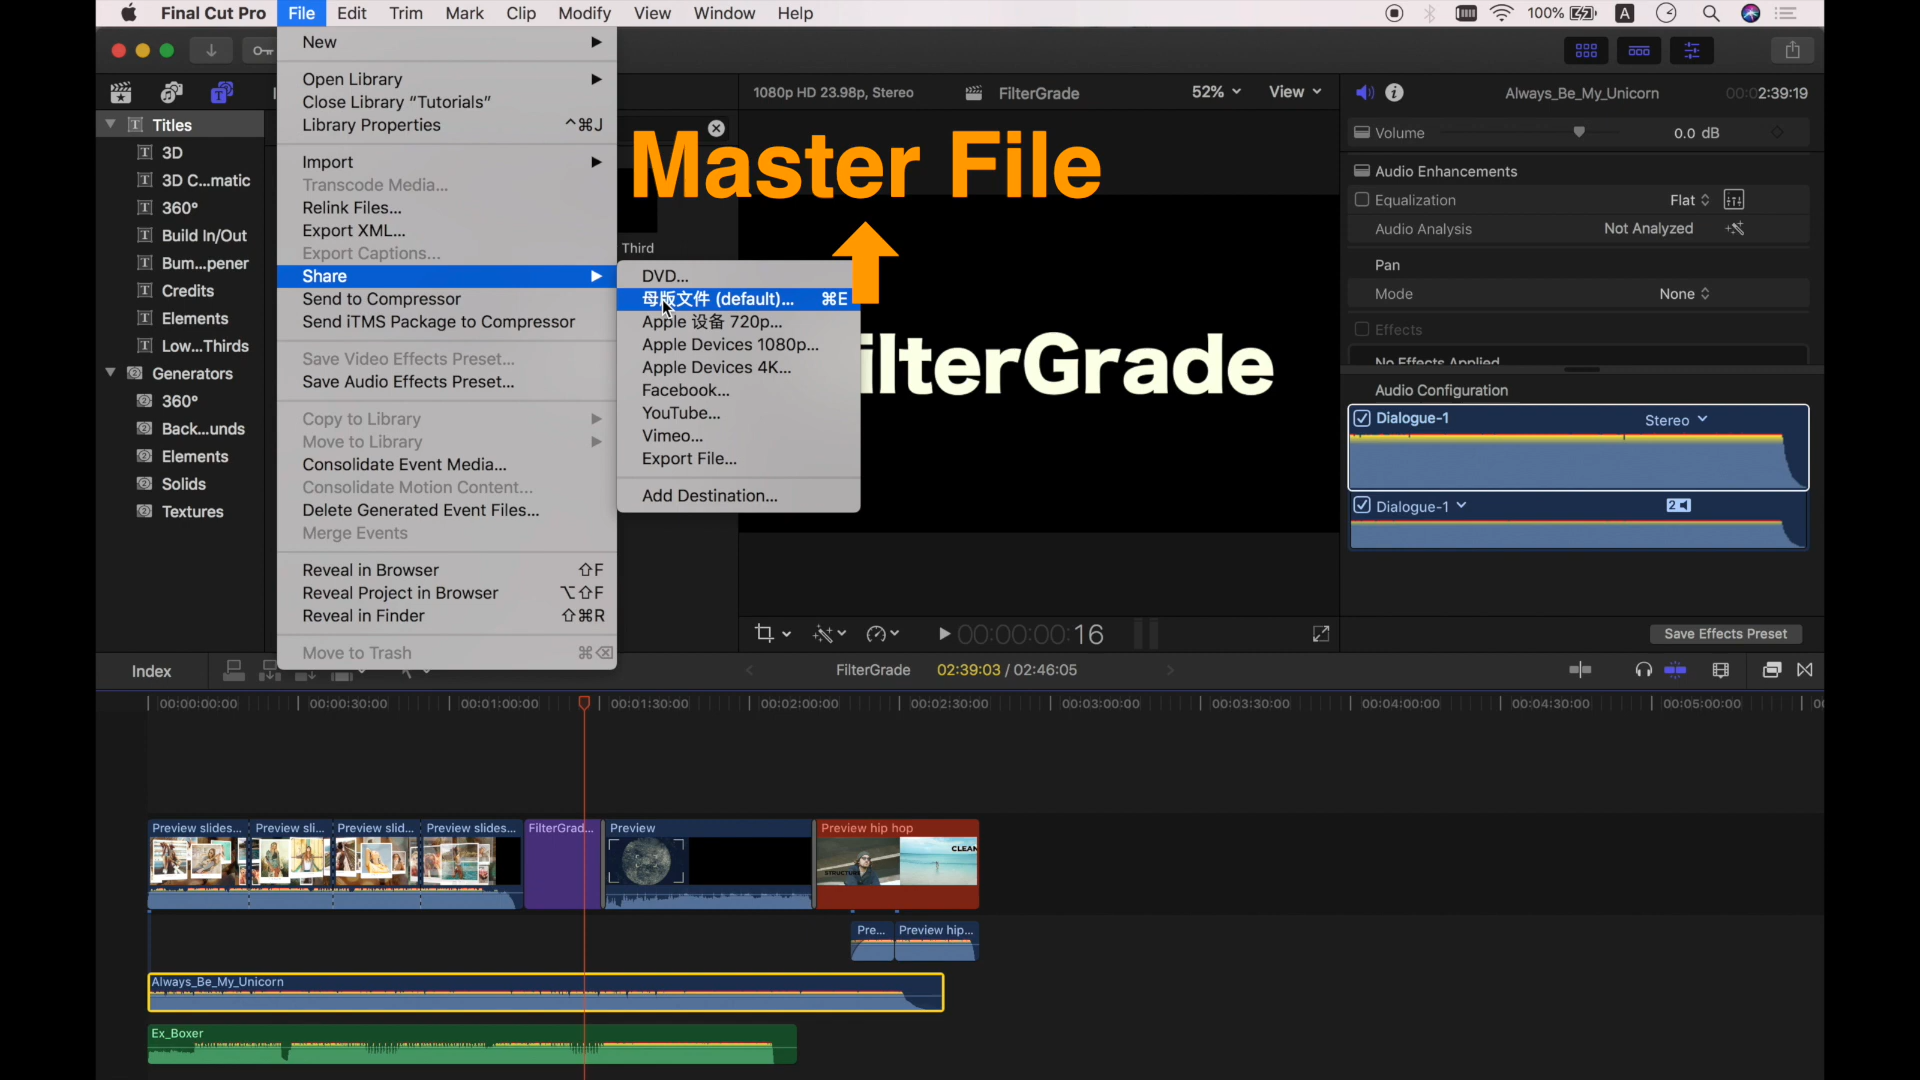 Final Cut Pro File Edit Trim Mark Clip Modify View Window Help 100% A
New
Open Library
Close Library “Tutorials”
Library Properties ^⌘J
Import
Transcode Media...
Relink Files...
Export XML...
Export Captions...
Share
Send to Compressor
Send iTMS Package to Compressor
Save Video Effects Preset...
Save Audio Effects Preset...
Copy to Library
Move to Library
Consolidate Event Media...
Consolidate Motion Content...
Delete Generated Event Files...
Merge Events
Reveal in Browser ⇧F
Reveal Project in Browser ⌥⇧F
Reveal in Finder ⇧⌘R
Move to Trash ⌘⌫
DVD...
母版文件 (default)... ⌘E
Apple 设备 720p...
Apple Devices 1080p...
Apple Devices 4K...
Facebook...
YouTube...
Vimeo...
Export File...
Add Destination...
Titles
3D
3D C...matic
360°
Build In/Out
Bum...pener
Credits
Elements
Low...Thirds
Generators
360°
Back...unds
Elements
Solids
Textures
Master File
Third
1080p HD 23.98p, Stereo
FilterGrade
52%
View
ilterGrade
00:00:00:16
Always_Be_My_Unicorn 00:02:39:19
Volume 0.0 dB
Audio Enhancements
Equalization Flat
Audio Analysis Not Analyzed
Pan
Mode None
Effects
No Effects Applied
Audio Configuration
Dialogue-1 Stereo
Dialogue-1 2
Save Effects Preset
Index
FilterGrade 02:39:03 / 02:46:05
00:00:00:00 00:00:30:00 00:01:00:00 00:01:30:00 00:02:00:00 00:02:30:00 00:03:00:00 00:03:30:00 00:04:00:00 00:04:30:00 00:05:00:00
Preview slides... Preview sli... Preview slid... Preview slides... FilterGrad... Preview Preview hip hop
CLEAN
STRUCTURE
Pre... Preview hip...
Always_Be_My_Unicorn
Ex_Boxer